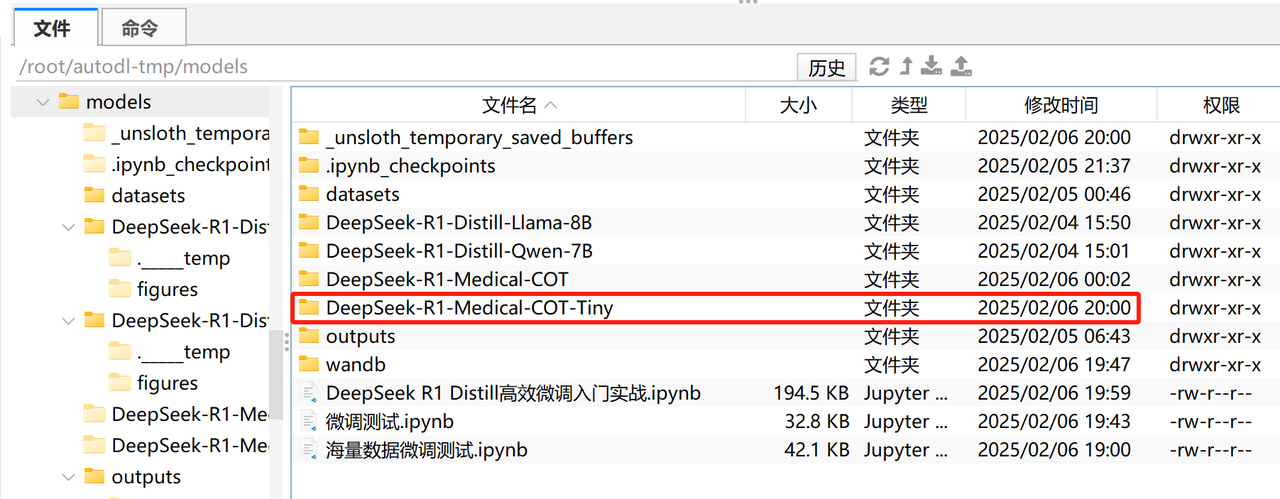 文件 命令
/root/autodl-tmp/models 历史
models
_unsloth_tempora
.ipynb_checkpoint
datasets
DeepSeek-R1-Dist
._____temp
figures
DeepSeek-R1-Dist
._____temp
figures
DeepSeek-R1-Me
DeepSeek-R1-Me
outputs
文件名 大小 类型 修改时间 权限
_unsloth_temporary_saved_buffers 文件夹 2025/02/06 20:00 drwxr-xr-x
.ipynb_checkpoints 文件夹 2025/02/05 21:37 drwxr-xr-x
datasets 文件夹 2025/02/05 00:46 drwxr-xr-x
DeepSeek-R1-Distill-Llama-8B 文件夹 2025/02/04 15:50 drwxr-xr-x
DeepSeek-R1-Distill-Qwen-7B 文件夹 2025/02/04 15:01 drwxr-xr-x
DeepSeek-R1-Medical-COT 文件夹 2025/02/06 00:02 drwxr-xr-x
DeepSeek-R1-Medical-COT-Tiny 文件夹 2025/02/06 20:00 drwxr-xr-x
outputs 文件夹 2025/02/05 06:43 drwxr-xr-x
wandb 文件夹 2025/02/06 19:47 drwxr-xr-x
DeepSeek R1 Distill高效微调入门实战.ipynb 194.5 KB Jupyter ... 2025/02/06 19:59 -rw-r--r--
微调测试.ipynb 32.8 KB Jupyter ... 2025/02/06 19:43 -rw-r--r--
海量数据微调测试.ipynb 42.1 KB Jupyter ... 2025/02/06 19:00 -rw-r--r--